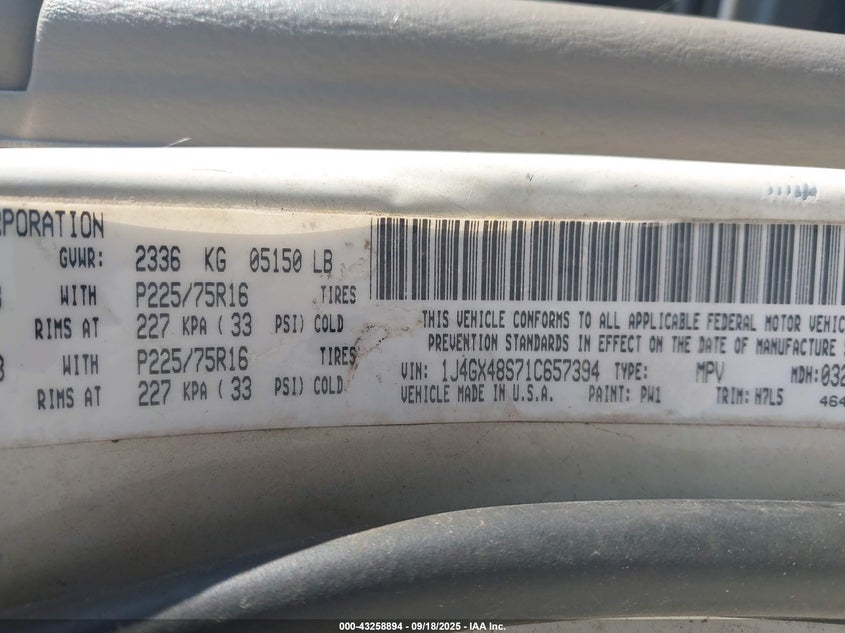 RPORATION
GVWR: 2336 KG 05150 LB
WITH P225/75R16 TIRES
RIMS AT 227 KPA ( 33 PSI) COLD
WITH P225/75R16 TIRES
RIMS AT 227 KPA ( 33 PSI) COLD
THIS VEHICLE CONFORMS TO ALL APPLICABLE FEDERAL MOTOR VEHIC
PREVENTION STANDARDS IN EFFECT ON THE DATE OF MANUFACTURE
VIN: 1J4GX48S71C657394 TYPE: MPV MDH:032
VEHICLE MADE IN U.S.A. PAINT: PW1 TRIM: H7L5 464
000-43258894 - 09/18/2025 - IAA Inc.